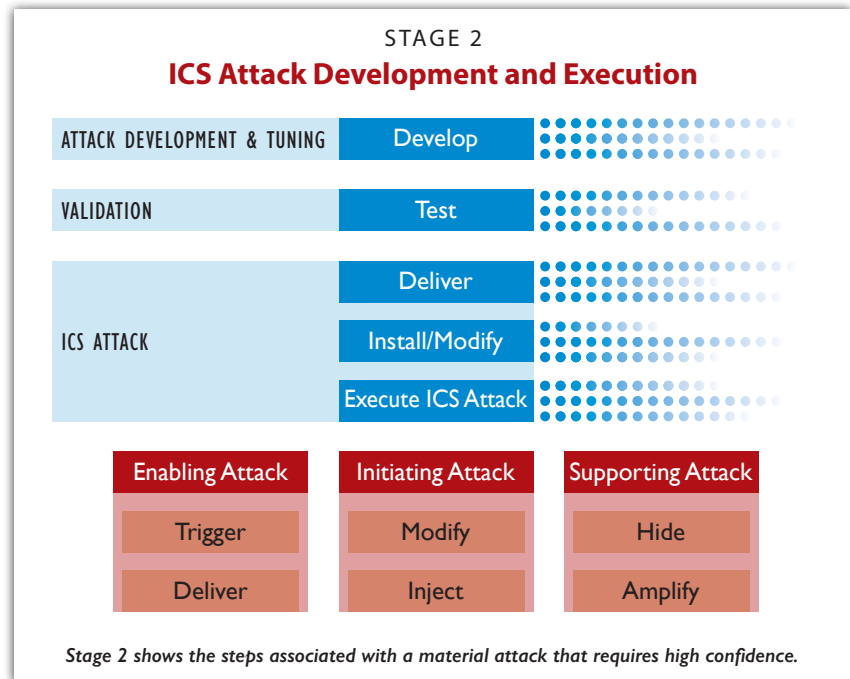 STAGE 2
ICS Attack Development and Execution
ATTACK DEVELOPMENT & TUNING
Develop
VALIDATION
Test
ICS ATTACK
Deliver
Install/Modify
Execute ICS Attack
Enabling Attack
Trigger
Deliver
Initiating Attack
Modify
Inject
Supporting Attack
Hide
Amplify
Stage 2 shows the steps associated with a material attack that requires high confidence.